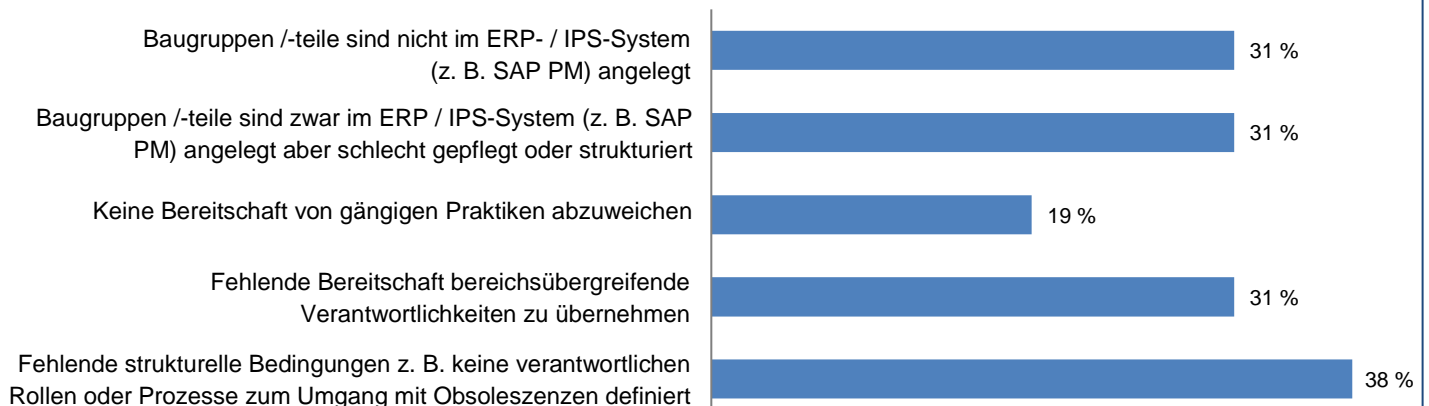 Baugruppen /-teile sind nicht im ERP- / IPS-System
(z. B. SAP PM) angelegt
31 %
Baugruppen /-teile sind zwar im ERP / IPS-System (z. B. SAP
PM) angelegt aber schlecht gepflegt oder strukturiert
31 %
Keine Bereitschaft von gängigen Praktiken abzuweichen
19 %
Fehlende Bereitschaft bereichsübergreifende
Verantwortlichkeiten zu übernehmen
31 %
Fehlende strukturelle Bedingungen z. B. keine verantwortlichen
Rollen oder Prozesse zum Umgang mit Obsoleszenzen definiert
38 %